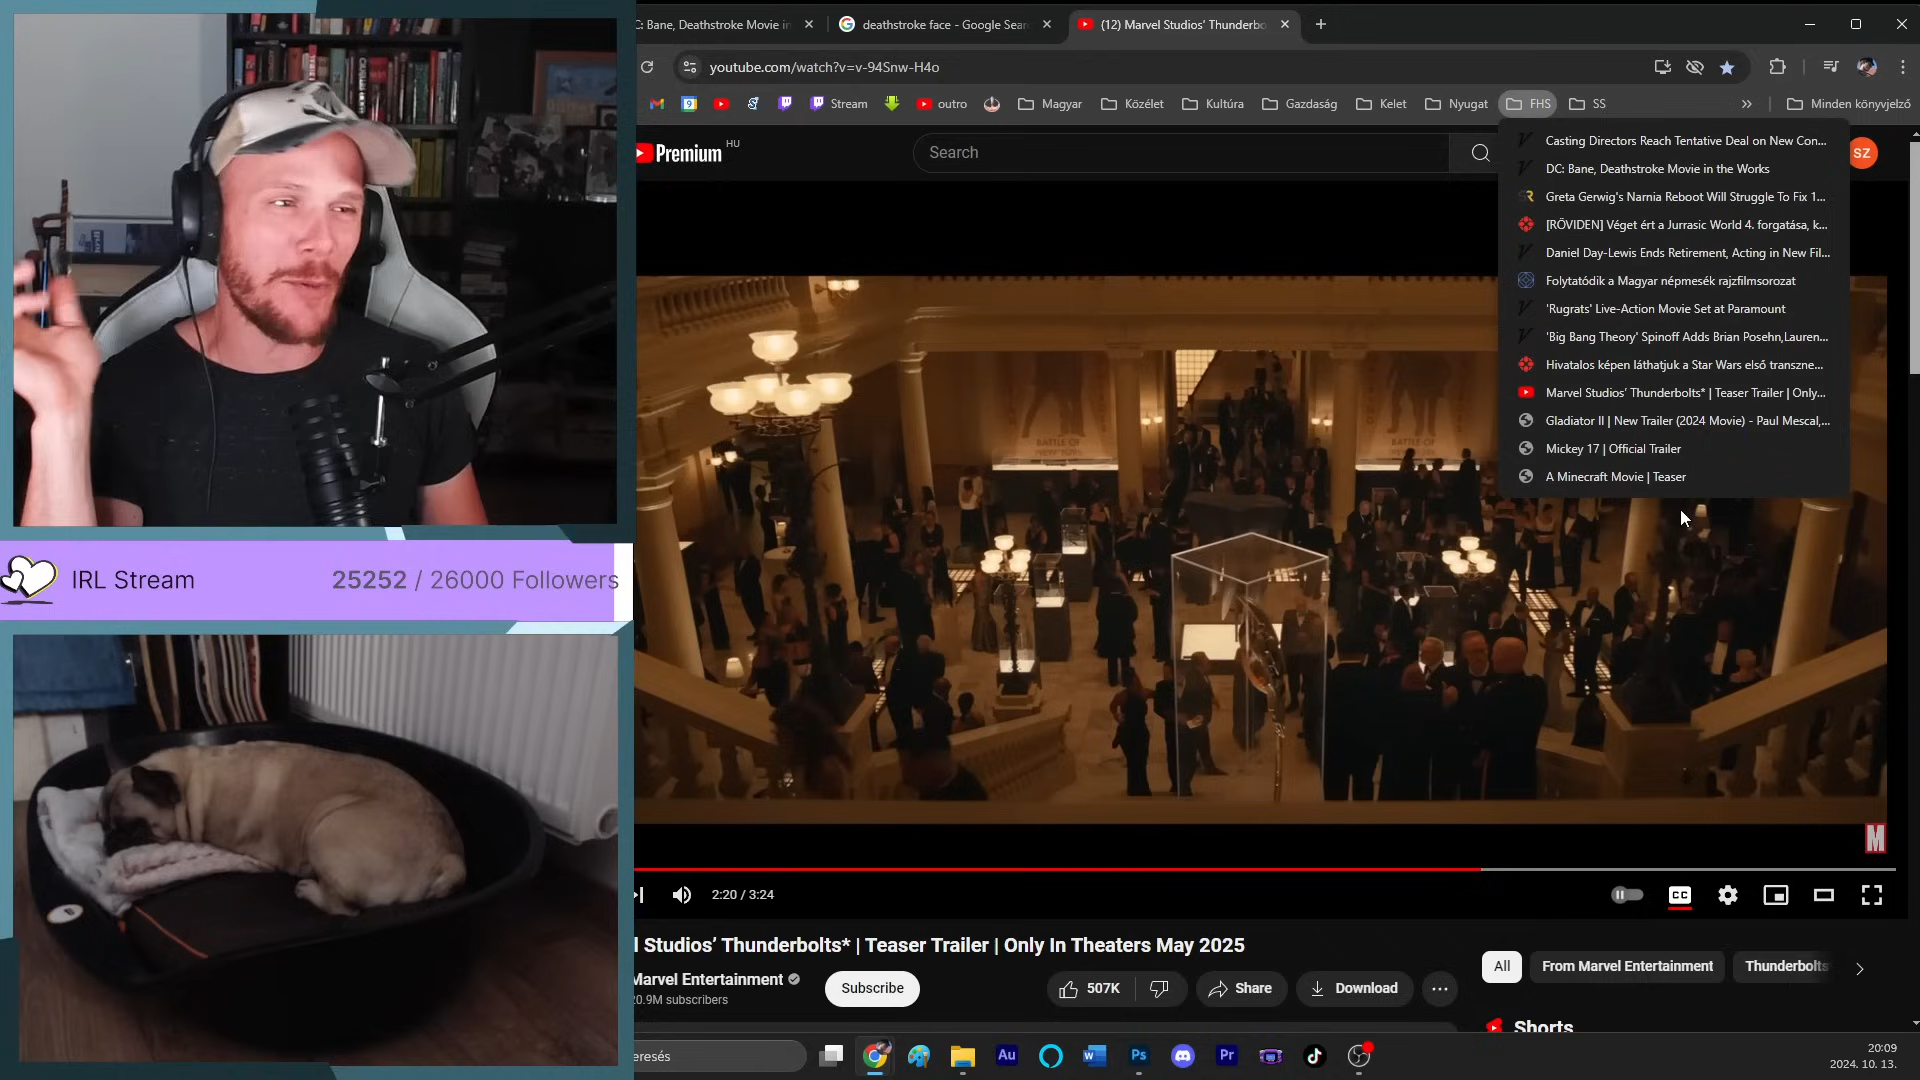 C: Bane, Deathstroke Movie in
deathstroke face - Google Sear
(12) Marvel Studios' Thunderbo
youtube.com/watch?v=v-94Snw-H4o
Stream
outro
Magyar
Közélet
Kultúra
Gazdaság
Kelet
Nyugat
FHS
SS
Minden könyvjelző
Premium
HU
Search
SZ
Casting Directors Reach Tentative Deal on New Con...
DC: Bane, Deathstroke Movie in the Works
Greta Gerwig's Narnia Reboot Will Struggle To Fix 1...
[RÖVIDEN] Véget ért a Jurrasic World 4. forgatása, k...
Daniel Day-Lewis Ends Retirement, Acting in New Fil...
Folytatódik a Magyar népmesék rajzfilmsorozat
'Rugrats' Live-Action Movie Set at Paramount
'Big Bang Theory' Spinoff Adds Brian Posehn,Lauren...
Hivatalos képen láthatjuk a Star Wars első transzne...
Marvel Studios' Thunderbolts* | Teaser Trailer | Only...
Gladiator II | New Trailer (2024 Movie) - Paul Mescal,...
Mickey 17 | Official Trailer
A Minecraft Movie | Teaser
BATTLE OF
IRL Stream
25252 / 26000 Followers
M
2:20 / 3:24
CC
l Studios' Thunderbolts* | Teaser Trailer | Only In Theaters May 2025
Marvel Entertainment
20.9M subscribers
Subscribe
507K
Share
Download
All
From Marvel Entertainment
Thunderbolts
Shorts
eresés
Au
W
Ps
Pr
20:09
2024. 10. 13.